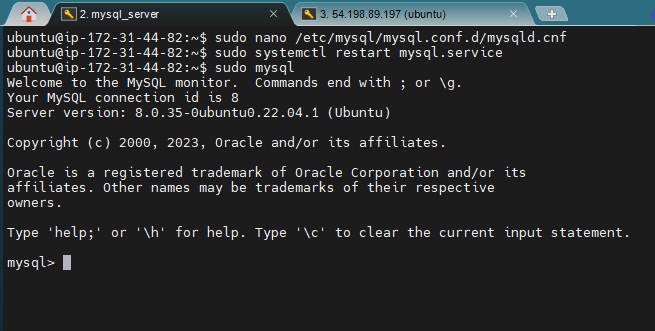 2. mysql_server
3. 54.198.89.197 (ubuntu)
ubuntu@ip-172-31-44-82:~$ sudo nano /etc/mysql/mysql.conf.d/mysqld.cnf
ubuntu@ip-172-31-44-82:~$ sudo systemctl restart mysql.service
ubuntu@ip-172-31-44-82:~$ sudo mysql
Welcome to the MySQL monitor.  Commands end with ; or \g.
Your MySQL connection id is 8
Server version: 8.0.35-0ubuntu0.22.04.1 (Ubuntu)
Copyright (c) 2000, 2023, Oracle and/or its affiliates.
Oracle is a registered trademark of Oracle Corporation and/or its
affiliates. Other names may be trademarks of their respective
owners.
Type 'help;' or '\h' for help. Type '\c' to clear the current input statement.
mysql>